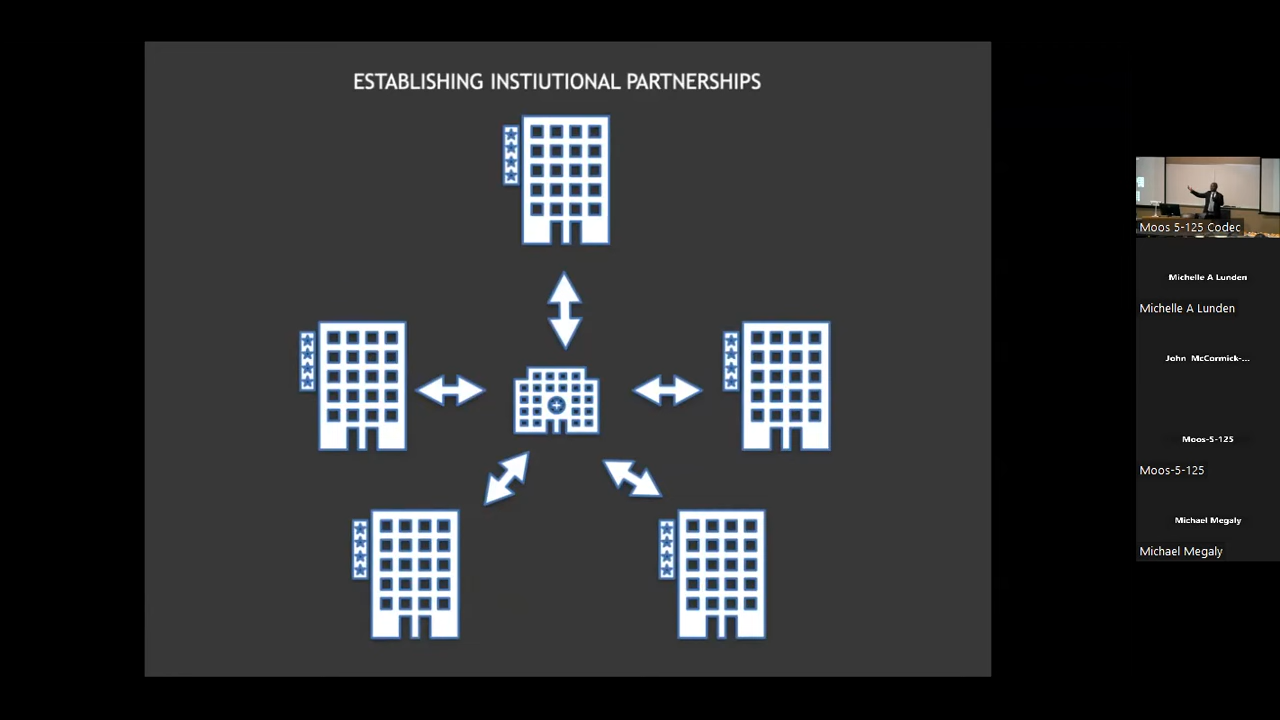 ESTABLISHING INSTIUTIONAL PARTNERSHIPS
Moos 5-125 Codec
Michelle A Lunden
Michelle A Lunden
John McCormick-...
Moos-5-125
Moos-5-125
Michael Megaly
Michael Megaly